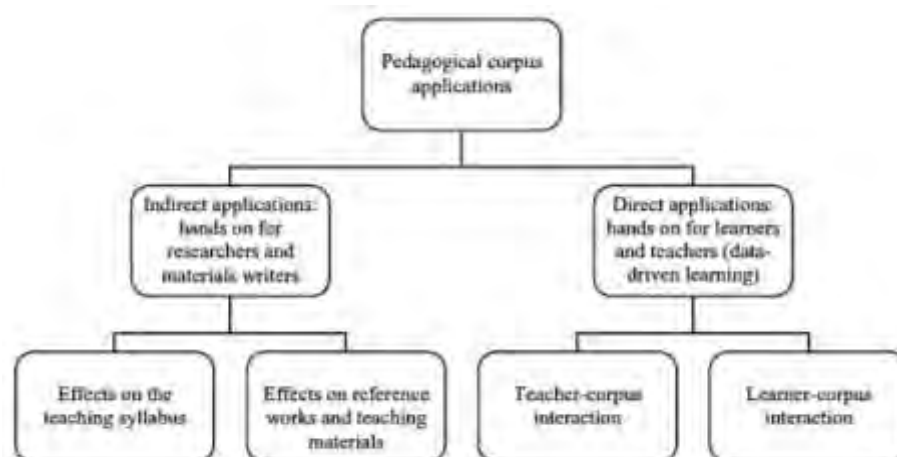 Pedagogical corpus
applications
Indirect applications:
hands on for
researchers and
materials writers
Direct applications:
hands on for learners
and teachers (data-
driven learning)
Effects on the
teaching syllabus
Effects on reference
works and teaching
materials
Teacher-corpus
interaction
Learner-corpus
interaction